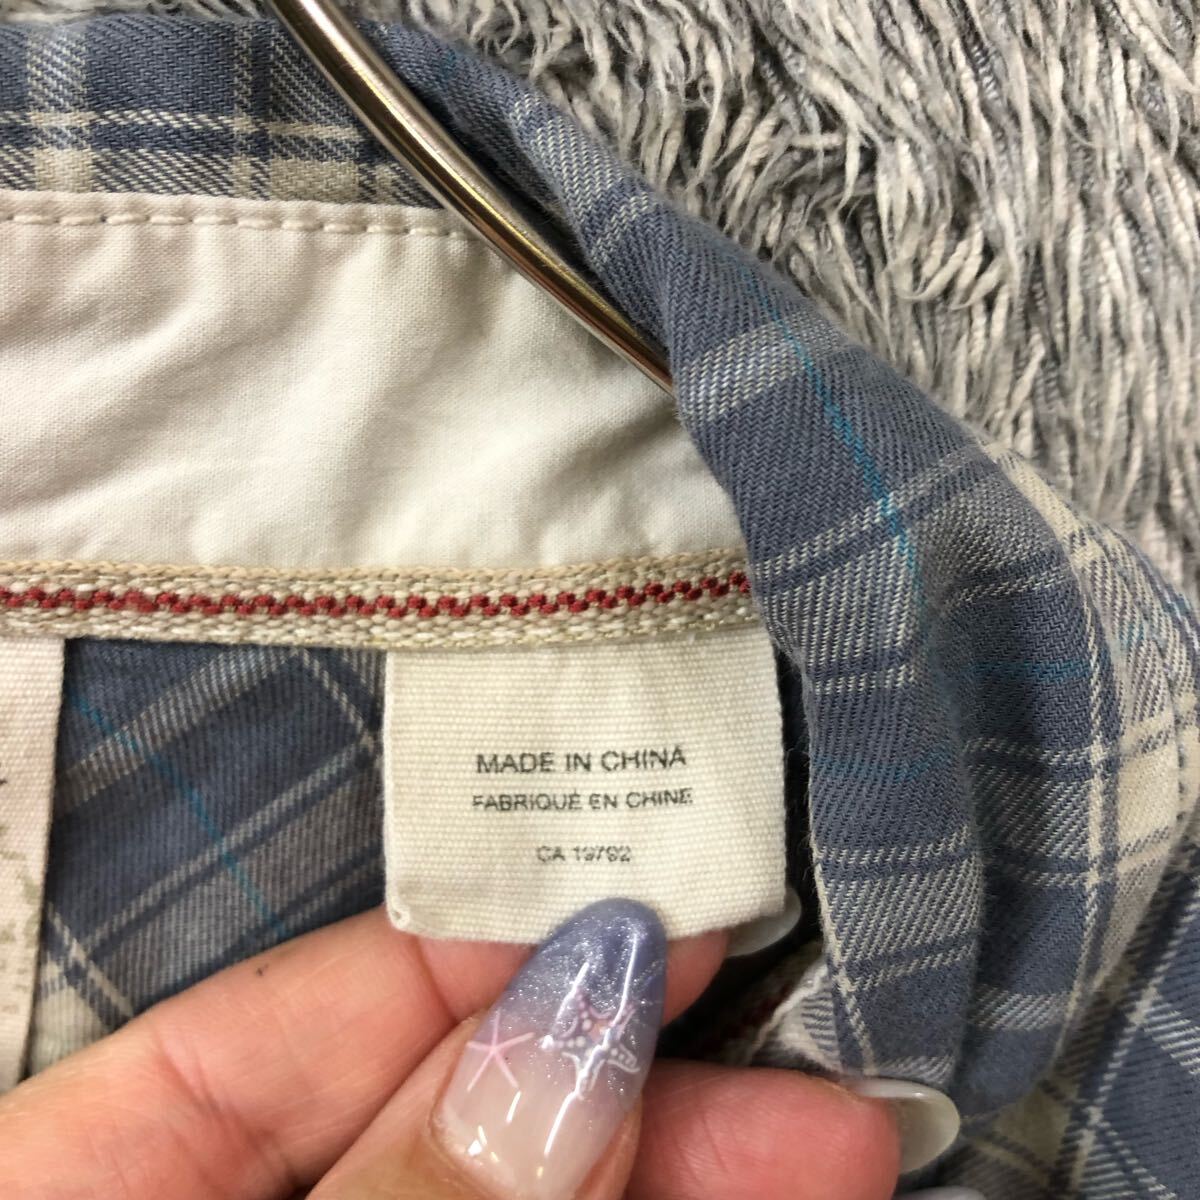 MADE IN CHINA
FABRIQUÉ EN CHINE
CA 19792